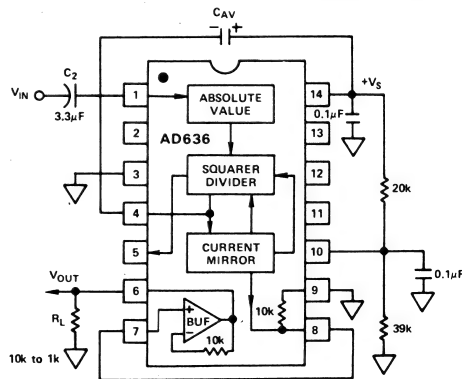 C_AV
− +
V_IN
C_2
3.3μF
1
2
3
4
5
6
7
ABSOLUTE VALUE
AD636
SQUARER DIVIDER
CURRENT MIRROR
+
−
BUF
10k
10k
14
13
12
11
10
9
8
+V_S
0.1μF
20k
0.1μF
39k
V_OUT
R_L
10k to 1k